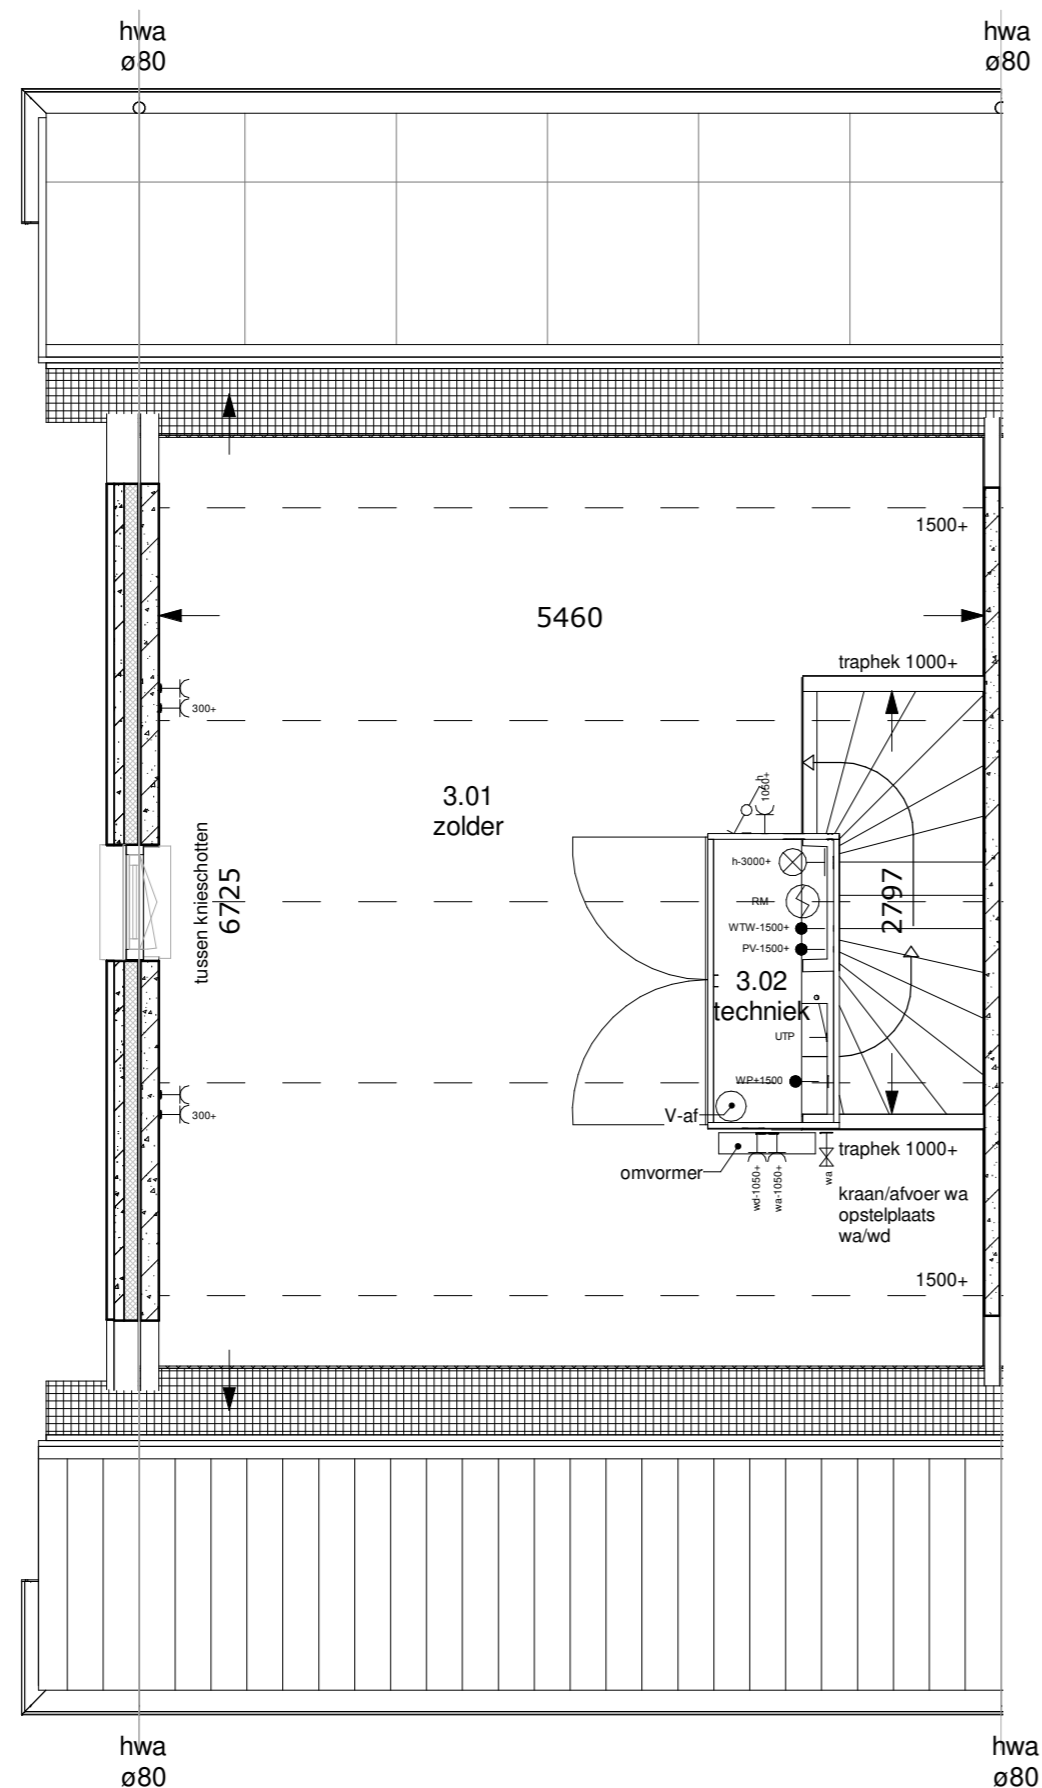 hwa
ø80
hwa
ø80
1500+
5460
traphek 1000+
300+
3.01
zolder
h
1050+
tussen knieschotten
6725
h-3000+
RM
WTW-1500+
PV-1500+
2797
3.02
techniek
UTP
WP+1500
300+
V-af
omvormer
traphek 1000+
wd-1050+
wa-1050+
wa
kraan/afvoer wa
opstelplaats
wa/wd
1500+
hwa
ø80
hwa
ø80